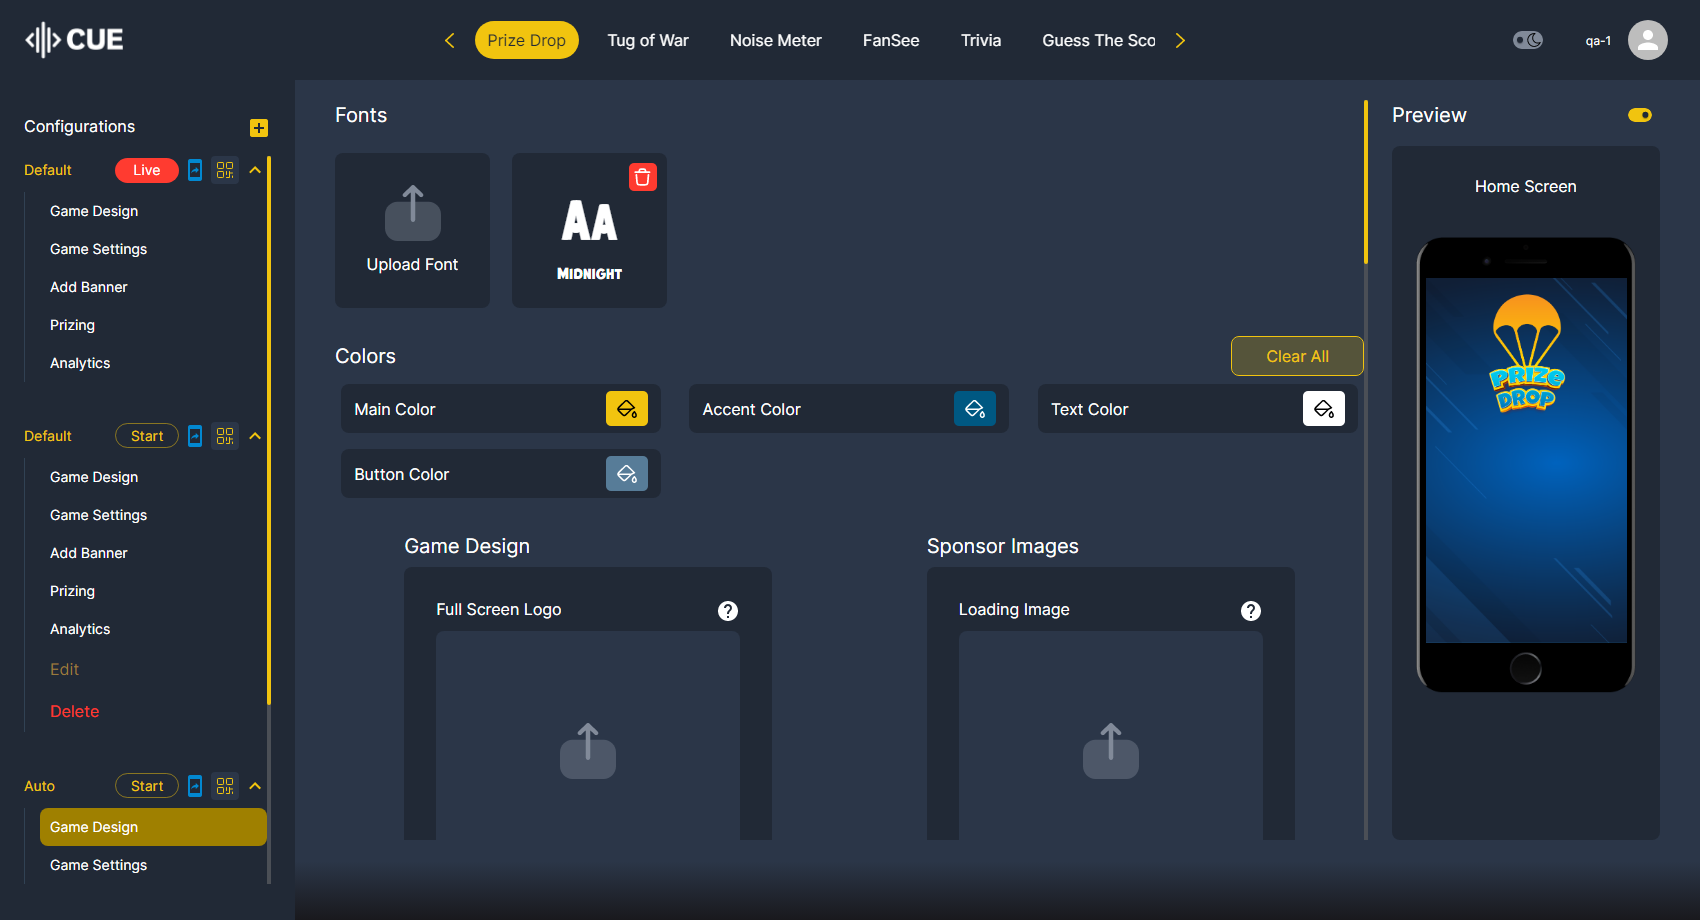 CUE
Prize Drop
Tug of War
Noise Meter
FanSee
Trivia
Guess The Sco
qa-1
Configurations
Default
Live
Game Design
Game Settings
Add Banner
Prizing
Analytics
Default
Start
Game Design
Game Settings
Add Banner
Prizing
Analytics
Edit
Delete
Auto
Start
Game Design
Game Settings
Fonts
Upload Font
AA
MIDNIGHT
Colors
Clear All
Main Color
Accent Color
Text Color
Button Color
Game Design
Full Screen Logo
?
Sponsor Images
Loading Image
?
Preview
Home Screen
PRIZE
DROP